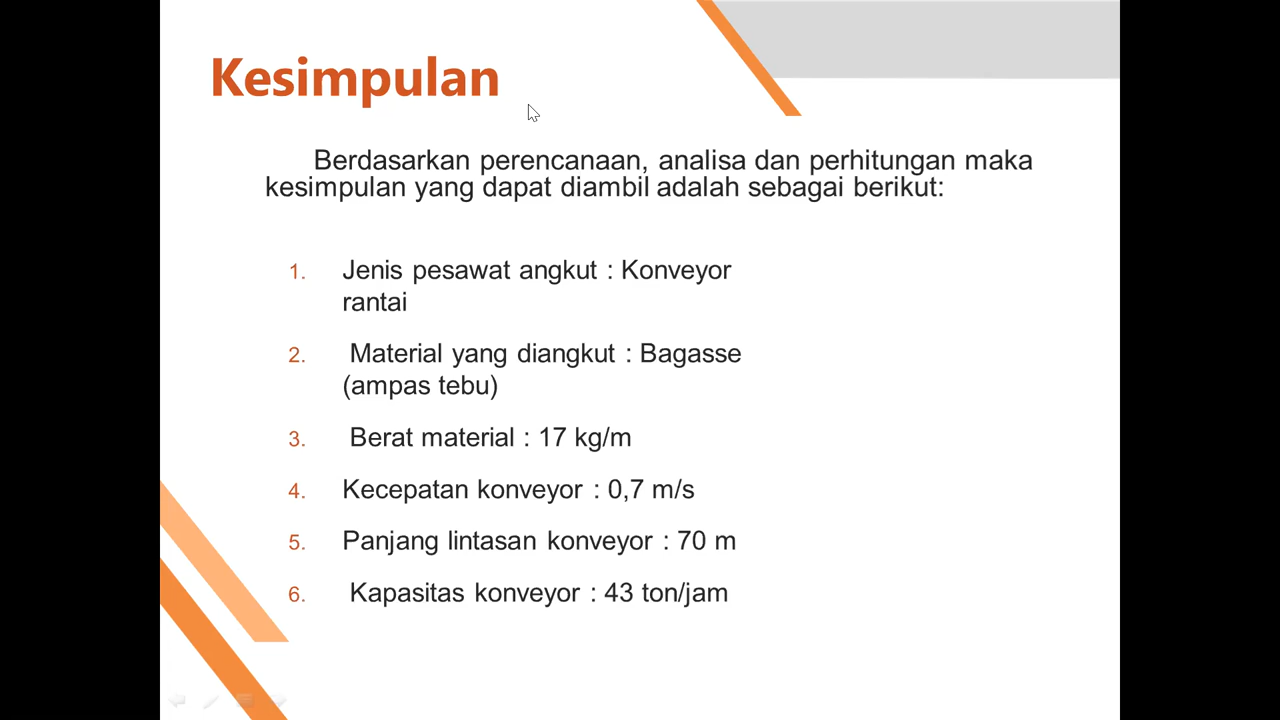 Kesimpulan
Berdasarkan perencanaan, analisa dan perhitungan maka
kesimpulan yang dapat diambil adalah sebagai berikut:
1. Jenis pesawat angkut : Konveyor
rantai
2. Material yang diangkut : Bagasse
(ampas tebu)
3. Berat material : 17 kg/m
4. Kecepatan konveyor : 0,7 m/s
5. Panjang lintasan konveyor : 70 m
6. Kapasitas konveyor : 43 ton/jam